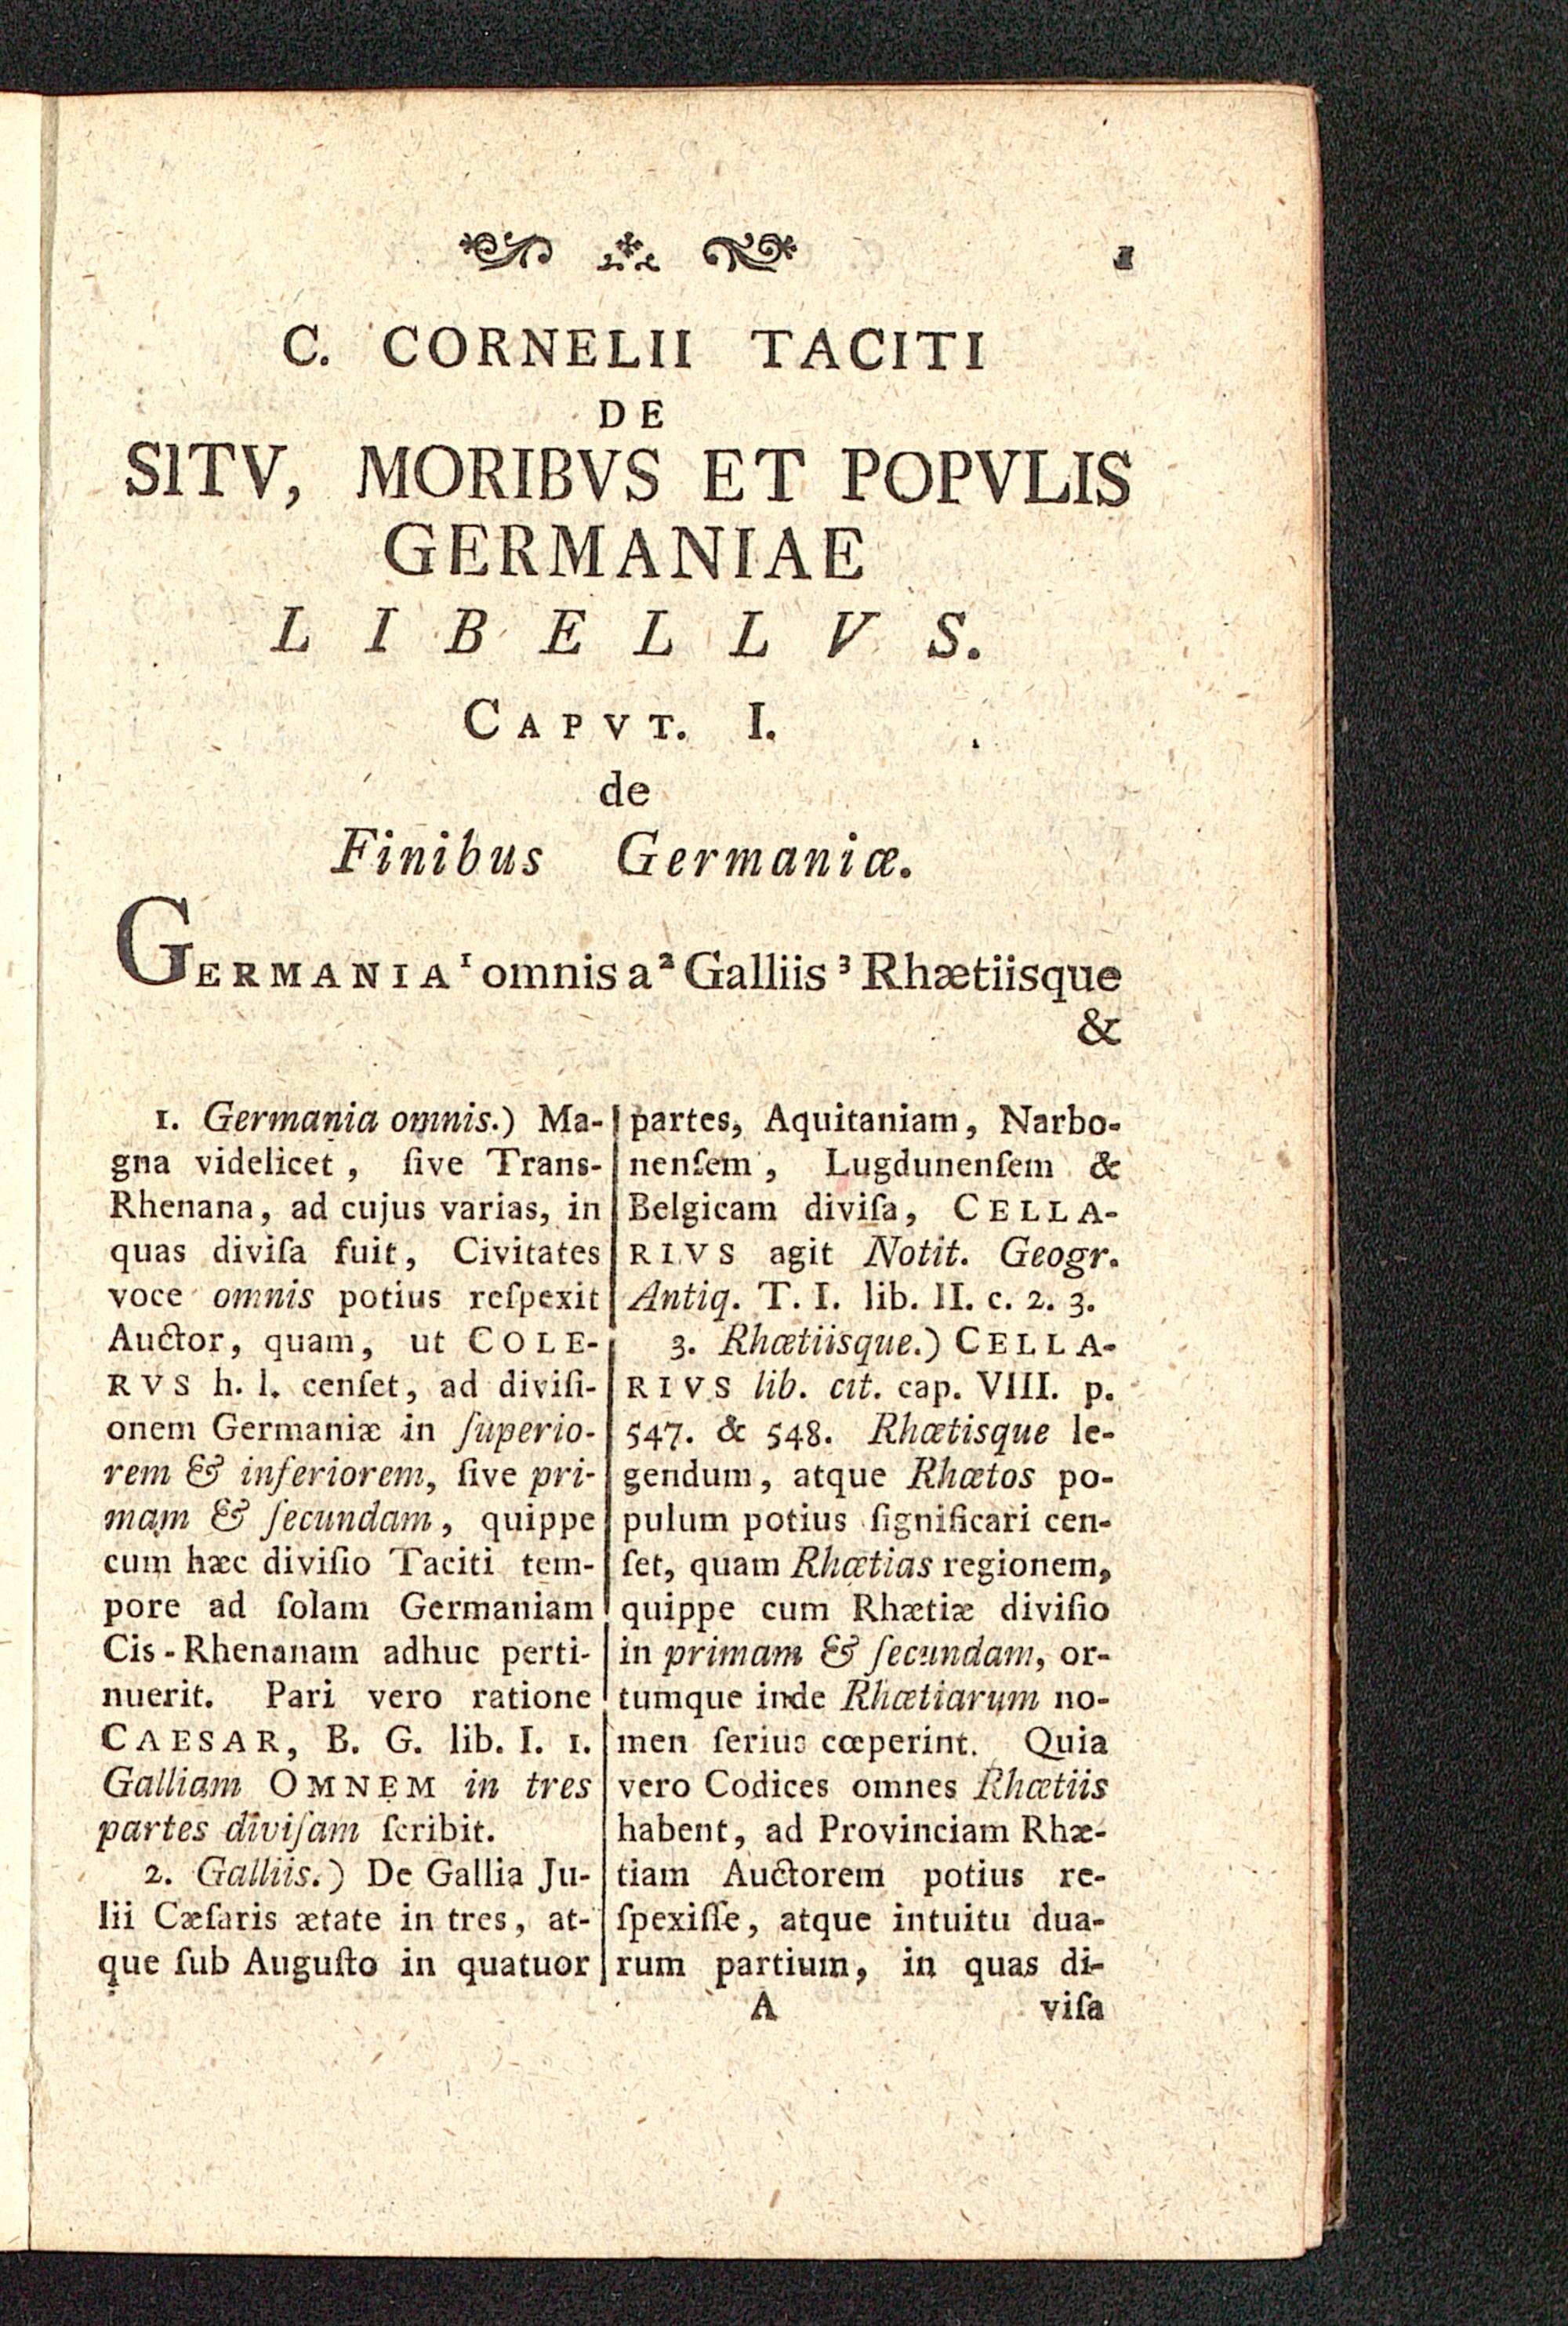 1
C. CORNELII TACITI
DE
SITV, MORIBVS ET POPVLIS
GERMANIAE
LIBELLVS.
CAPVT. I.
de
Finibus Germaniæ.
GERMANIA ¹ omnis a ² Galliis ³ Rhætiisque
&
1. Germania omnis.) Ma-
gna videlicet, ſive Trans-
Rhenana, ad cujus varias, in
quas diviſa fuit, Civitates
voce omnis potius reſpexit
Auctor, quam, ut COLE-
RVS h. l. cenſet, ad diviſi-
onem Germaniæ in ſuperio-
rem & inferiorem, ſive pri-
mam & ſecundam, quippe
cum hæc diviſio Taciti tem-
pore ad ſolam Germaniam
Cis-Rhenanam adhuc perti-
nuerit. Pari vero ratione
CAESAR, B. G. lib. I. 1.
Galliam OMNEM in tres
partes diviſam ſcribit.
2. Galliis.) De Gallia Ju-
lii Cæſaris ætate in tres, at-
que ſub Auguſto in quatuor
partes, Aquitaniam, Narbo-
nenſem, Lugdunenſem &
Belgicam diviſa, CELLA-
RIVS agit Notit. Geogr.
Antiq. T. I. lib. II. c. 2. 3.
3. Rhætiisque.) CELLA-
RIVS lib. cit. cap. VIII. p.
547. & 548. Rhætisque le-
gendum, atque Rhætos po-
pulum potius ſignificari cen-
ſet, quam Rhætias regionem,
quippe cum Rhætiæ diviſio
in primam & ſecundam, or-
tumque inde Rhætiarum no-
men ſerius cœperint. Quia
vero Codices omnes Rhætiis
habent, ad Provinciam Rhæ-
tiam Auctorem potius re-
ſpexiſſe, atque intuitu dua-
rum partium, in quas di-
A
viſa